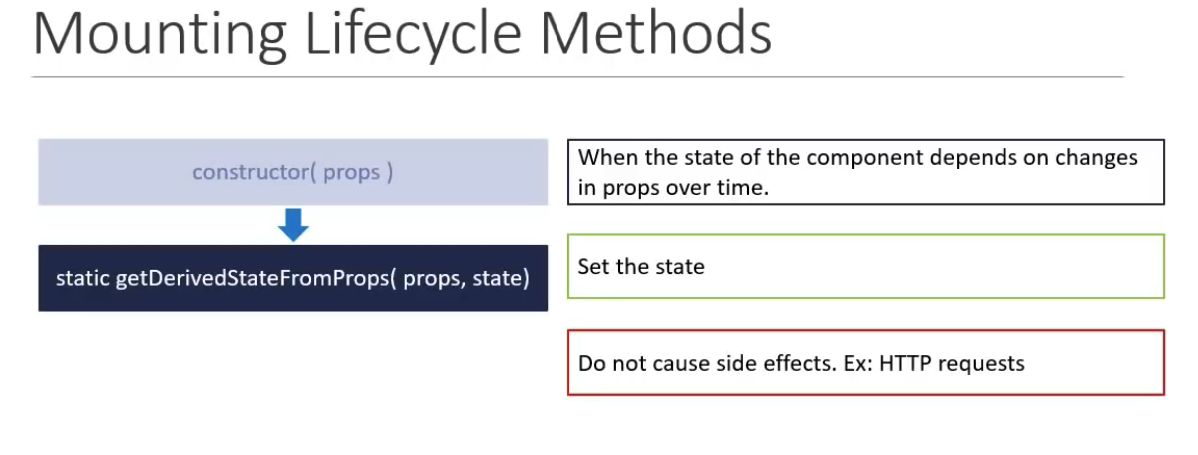 Mounting Lifecycle Methods
constructor( props )
When the state of the component depends on changes
in props over time.
static getDerivedStateFromProps( props, state)
Set the state
Do not cause side effects. Ex: HTTP requests